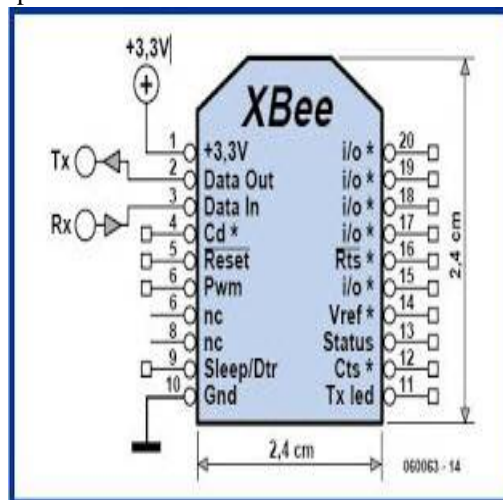 +3,3V
XBee
1 +3,3V i/o * 20
Tx 2 Data Out i/o * 19
3 Data In i/o * 18
Rx 4 Cd * i/o * 17
5 Reset Rts * 16
6 Pwm i/o * 15
6 nc Vref * 14
8 nc Status 13
9 Sleep/Dtr Cts * 12
10 Gnd Tx led 11
2,4 cm
2,4 cm
060063 - 14